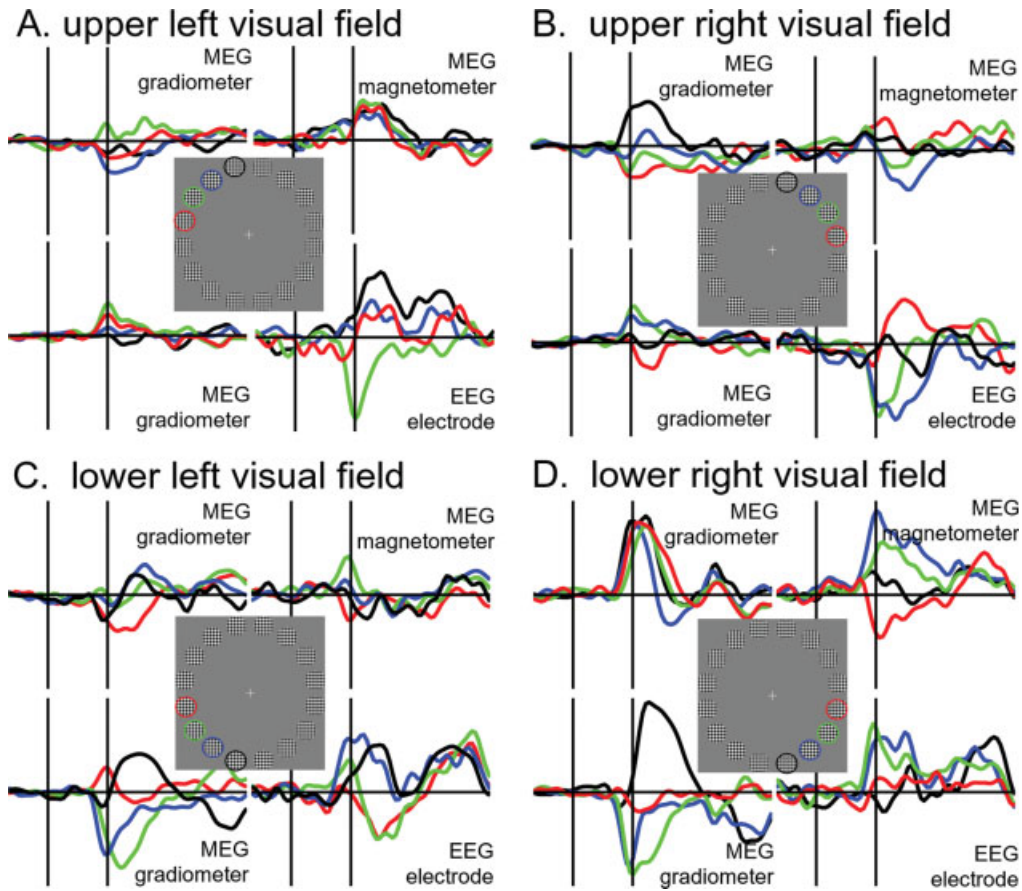 A. upper left visual field
MEG
gradiometer
MEG
magnetometer
MEG
gradiometer
EEG
electrode
B. upper right visual field
MEG
gradiometer
MEG
magnetometer
MEG
gradiometer
EEG
electrode
C. lower left visual field
MEG
gradiometer
MEG
magnetometer
MEG
gradiometer
EEG
electrode
D. lower right visual field
MEG
gradiometer
MEG
magnetometer
MEG
gradiometer
EEG
electrode